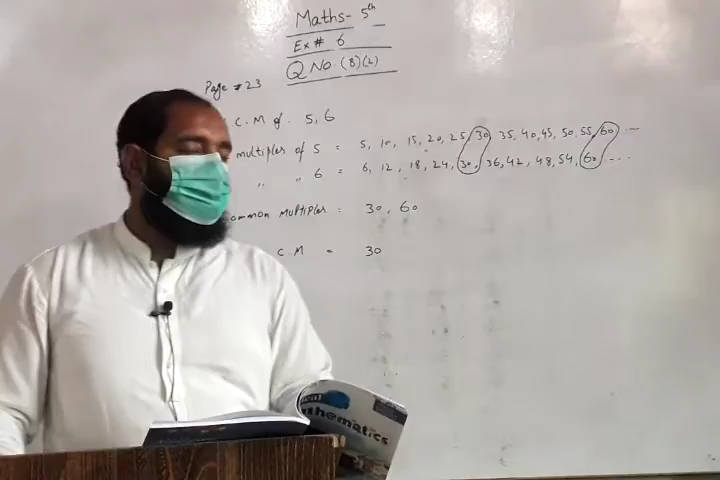 Maths- 5th
Ex# 6
Q No (B)(2)
Page # 23
.C.M of. 5, 6
multiples of 5 = 5, 10, 15, 20, 25, 30, 35, 40, 45, 50, 55, 60, ---
" " 6 = 6, 12, 18, 24, 30, 36, 42, 48, 54, 60, ....
ommon multiples = 30, 60
C M = 30
hematics